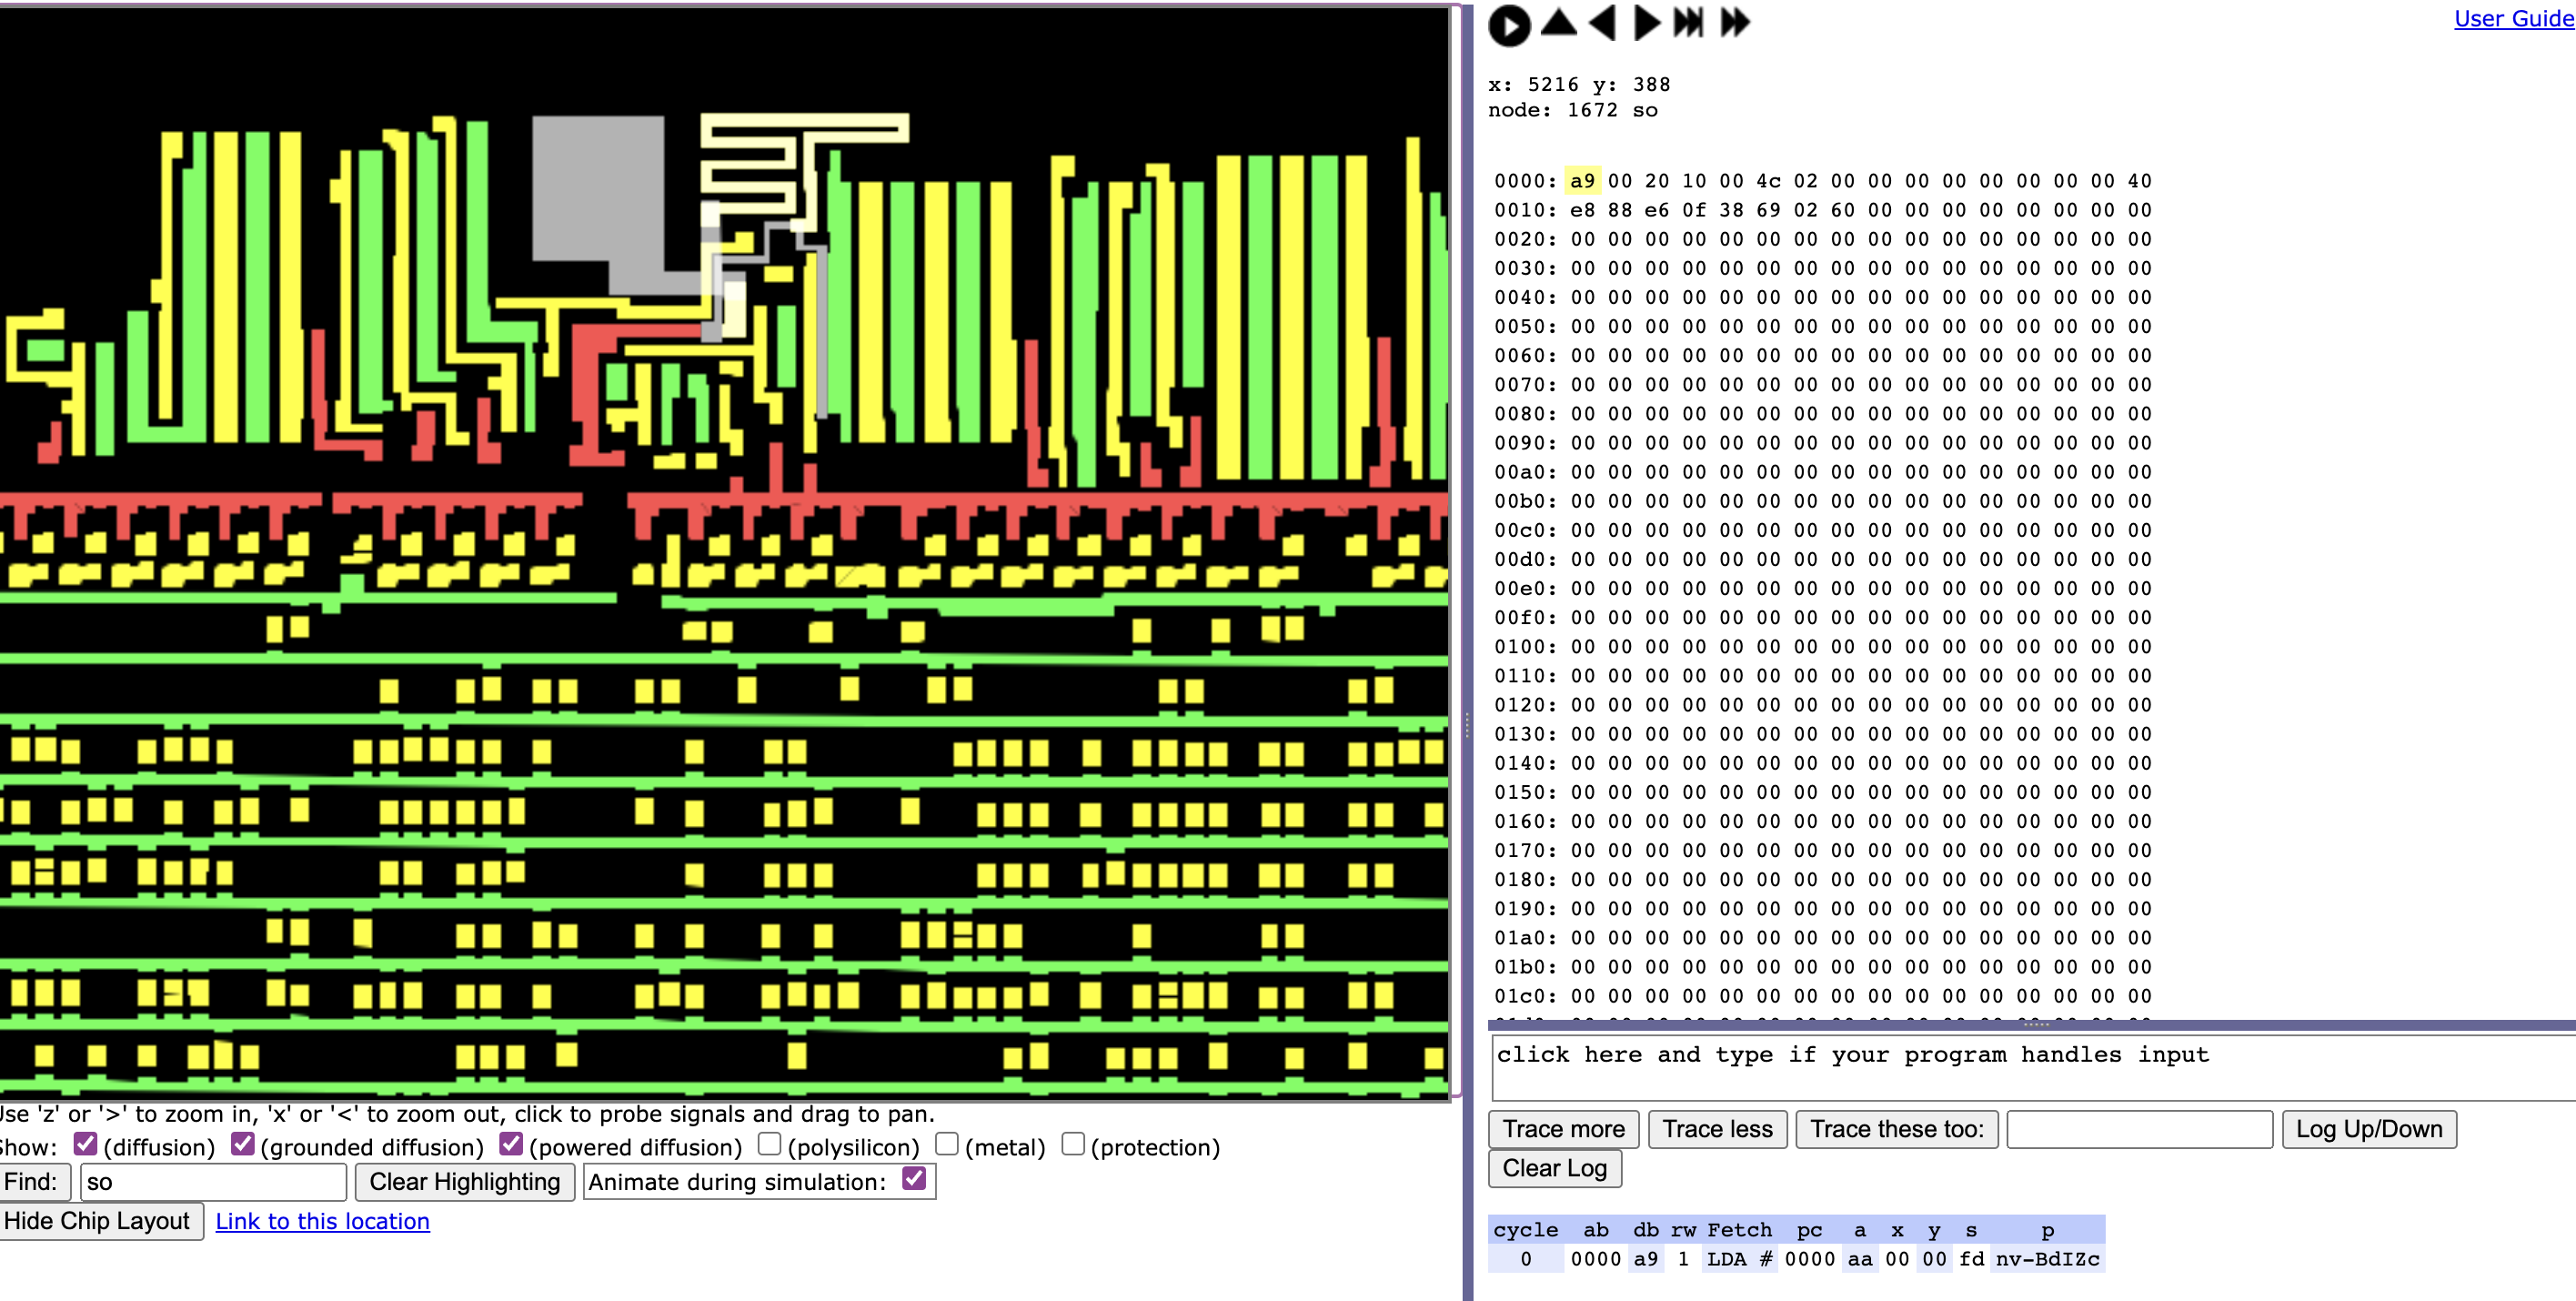 User Guide
x: 5216 y: 388
node: 1672 so
0000: a9 00 20 10 00 4c 02 00 00 00 00 00 00 00 00 40
0010: e8 88 e6 0f 38 69 02 60 00 00 00 00 00 00 00 00
0020: 00 00 00 00 00 00 00 00 00 00 00 00 00 00 00 00
0030: 00 00 00 00 00 00 00 00 00 00 00 00 00 00 00 00
0040: 00 00 00 00 00 00 00 00 00 00 00 00 00 00 00 00
0050: 00 00 00 00 00 00 00 00 00 00 00 00 00 00 00 00
0060: 00 00 00 00 00 00 00 00 00 00 00 00 00 00 00 00
0070: 00 00 00 00 00 00 00 00 00 00 00 00 00 00 00 00
0080: 00 00 00 00 00 00 00 00 00 00 00 00 00 00 00 00
0090: 00 00 00 00 00 00 00 00 00 00 00 00 00 00 00 00
00a0: 00 00 00 00 00 00 00 00 00 00 00 00 00 00 00 00
00b0: 00 00 00 00 00 00 00 00 00 00 00 00 00 00 00 00
00c0: 00 00 00 00 00 00 00 00 00 00 00 00 00 00 00 00
00d0: 00 00 00 00 00 00 00 00 00 00 00 00 00 00 00 00
00e0: 00 00 00 00 00 00 00 00 00 00 00 00 00 00 00 00
00f0: 00 00 00 00 00 00 00 00 00 00 00 00 00 00 00 00
0100: 00 00 00 00 00 00 00 00 00 00 00 00 00 00 00 00
0110: 00 00 00 00 00 00 00 00 00 00 00 00 00 00 00 00
0120: 00 00 00 00 00 00 00 00 00 00 00 00 00 00 00 00
0130: 00 00 00 00 00 00 00 00 00 00 00 00 00 00 00 00
0140: 00 00 00 00 00 00 00 00 00 00 00 00 00 00 00 00
0150: 00 00 00 00 00 00 00 00 00 00 00 00 00 00 00 00
0160: 00 00 00 00 00 00 00 00 00 00 00 00 00 00 00 00
0170: 00 00 00 00 00 00 00 00 00 00 00 00 00 00 00 00
0180: 00 00 00 00 00 00 00 00 00 00 00 00 00 00 00 00
0190: 00 00 00 00 00 00 00 00 00 00 00 00 00 00 00 00
01a0: 00 00 00 00 00 00 00 00 00 00 00 00 00 00 00 00
01b0: 00 00 00 00 00 00 00 00 00 00 00 00 00 00 00 00
01c0: 00 00 00 00 00 00 00 00 00 00 00 00 00 00 00 00
click here and type if your program handles input
Trace more Trace less Trace these too: Log Up/Down
Clear Log
cycle ab db rw Fetch pc a x y s p
0 0000 a9 1 LDA # 0000 aa 00 00 fd nv-BdIZc
Use 'z' or '>' to zoom in, 'x' or '<' to zoom out, click to probe signals and drag to pan.
Show: (diffusion) (grounded diffusion) (powered diffusion) (polysilicon) (metal) (protection)
Find: so Clear Highlighting Animate during simulation:
Hide Chip Layout Link to this location